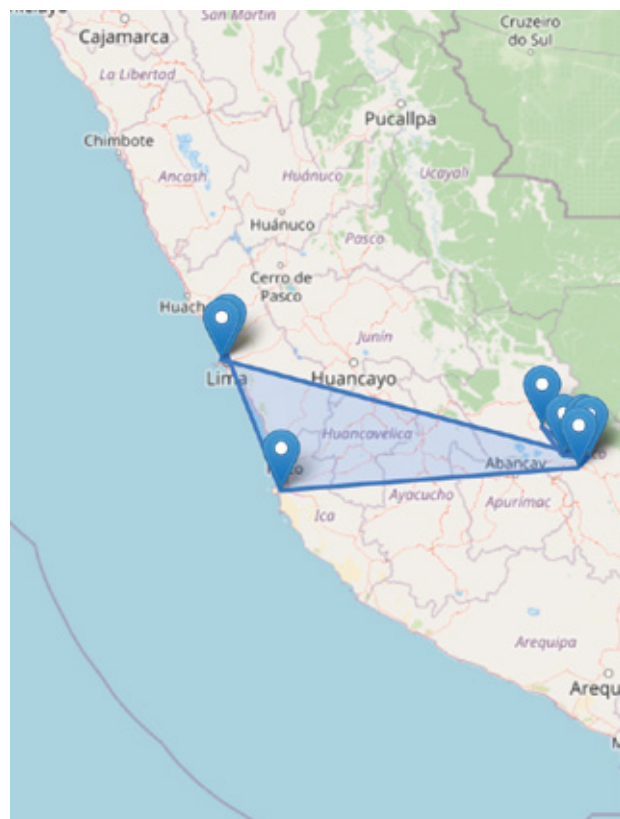 San Martín
Cruzeiro
do Sul
Cajamarca
La Libertad
Pucallpa
Chimbote
Ancash
Huánuco
Ucayali
Huánuco
Pasco
Cerro de
Pasco
Huach
Junín
Lima
Huancayo
Huancavelica
Abancay
Ayacucho
Apurímac
Ica
Arequipa
Arequ